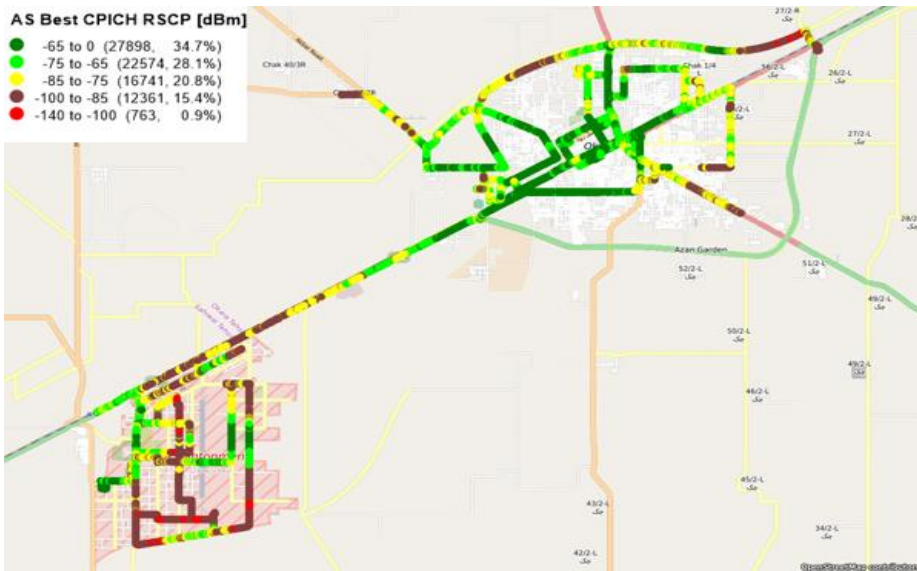 AS Best CPICH RSCP [dBm]
-65 to 0 (27898, 34.7%)
-75 to -65 (22574, 28.1%)
-85 to -75 (16741, 20.8%)
-100 to -85 (12361, 15.4%)
-140 to -100 (763, 0.9%)
27/2-R
چک
Chak 40/3R
56/2-L
چک
26/2-L
چک
Chak 1/4
L
27/2-L
چک
28/2-
چک
Azan Garden
52/2-L
چک
51/2-L
چک
49/2-L
چک
50/2-L
چک
49/2-L
چک
46/2-L
چک
45/2-L
چک
43/2-L
چک
34/2-L
چک
42/2-L
OpenStreetMap contributors